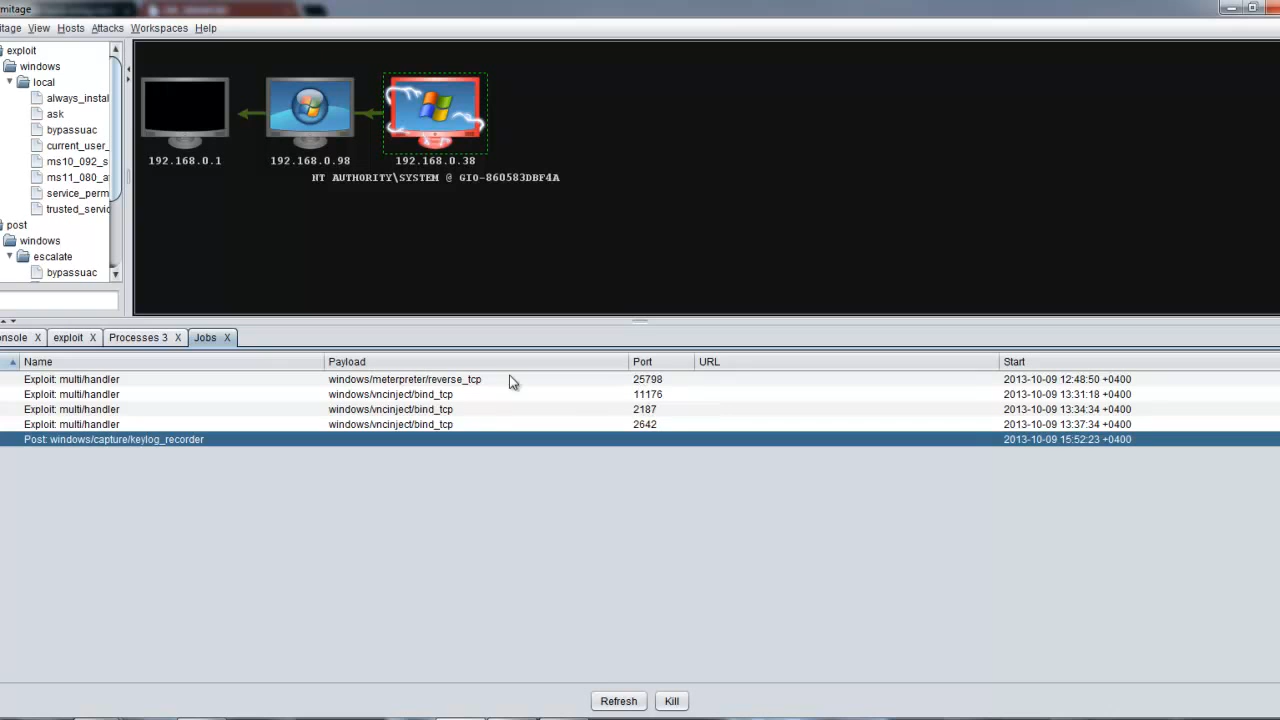 mitage
itage View Hosts Attacks Workspaces Help
exploit
windows
local
always_instal
ask
bypassuac
current_user_
ms10_092_s
ms11_080_a
service_perm
trusted_servic
post
windows
escalate
bypassuac
192.168.0.1 192.168.0.98 192.168.0.38
NT AUTHORITY\SYSTEM @ GIO-860583DBF4A
onsole X exploit X Processes 3 X Jobs X
Name Payload Port URL Start
Exploit: multi/handler windows/meterpreter/reverse_tcp 25798 2013-10-09 12:48:50 +0400
Exploit: multi/handler windows/vncinject/bind_tcp 11176 2013-10-09 13:31:18 +0400
Exploit: multi/handler windows/vncinject/bind_tcp 2187 2013-10-09 13:34:34 +0400
Exploit: multi/handler windows/vncinject/bind_tcp 2642 2013-10-09 13:37:34 +0400
Post: windows/capture/keylog_recorder 2013-10-09 15:52:23 +0400
Refresh Kill